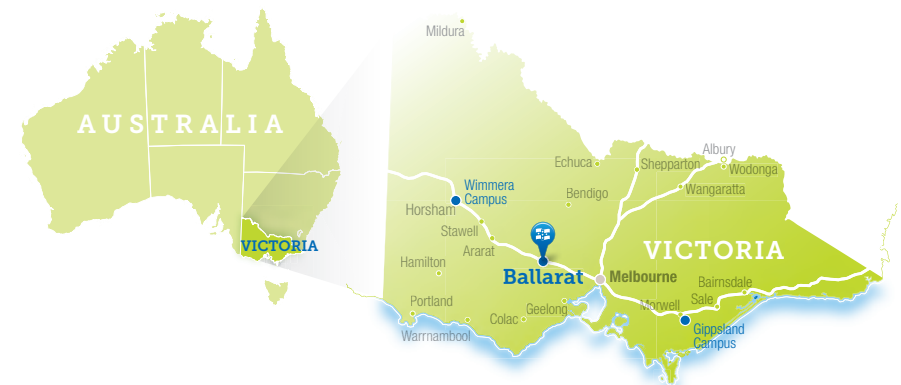 AUSTRALIA
VICTORIA
Mildura
Albury
Echuca
Shepparton
Wodonga
Wimmera
Campus
Bendigo
Wangaratta
Horsham
Stawell
Ararat
VICTORIA
Hamilton
Ballarat
Melbourne
Bairnsdale
Portland
Geelong
Morwell
Sale
Colac
Warrnambool
Gippsland
Campus